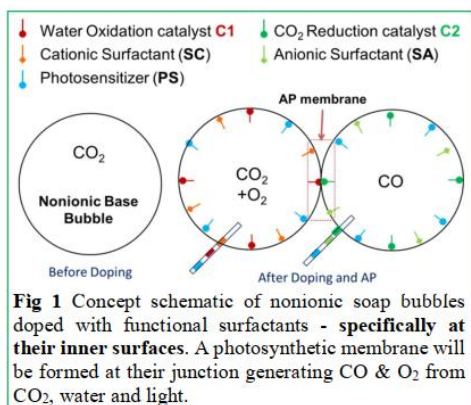 Water Oxidation catalyst C1
CO2 Reduction catalyst C2
Cationic Surfactant (SC)
Anionic Surfactant (SA)
Photosensitizer (PS)
AP membrane
CO2
Nonionic Base
Bubble
CO2
+O2
CO
Before Doping
After Doping and AP
Fig 1 Concept schematic of nonionic soap bubbles
doped with functional surfactants - specifically at
their inner surfaces. A photosynthetic membrane will
be formed at their junction generating CO & O2 from
CO2, water and light.